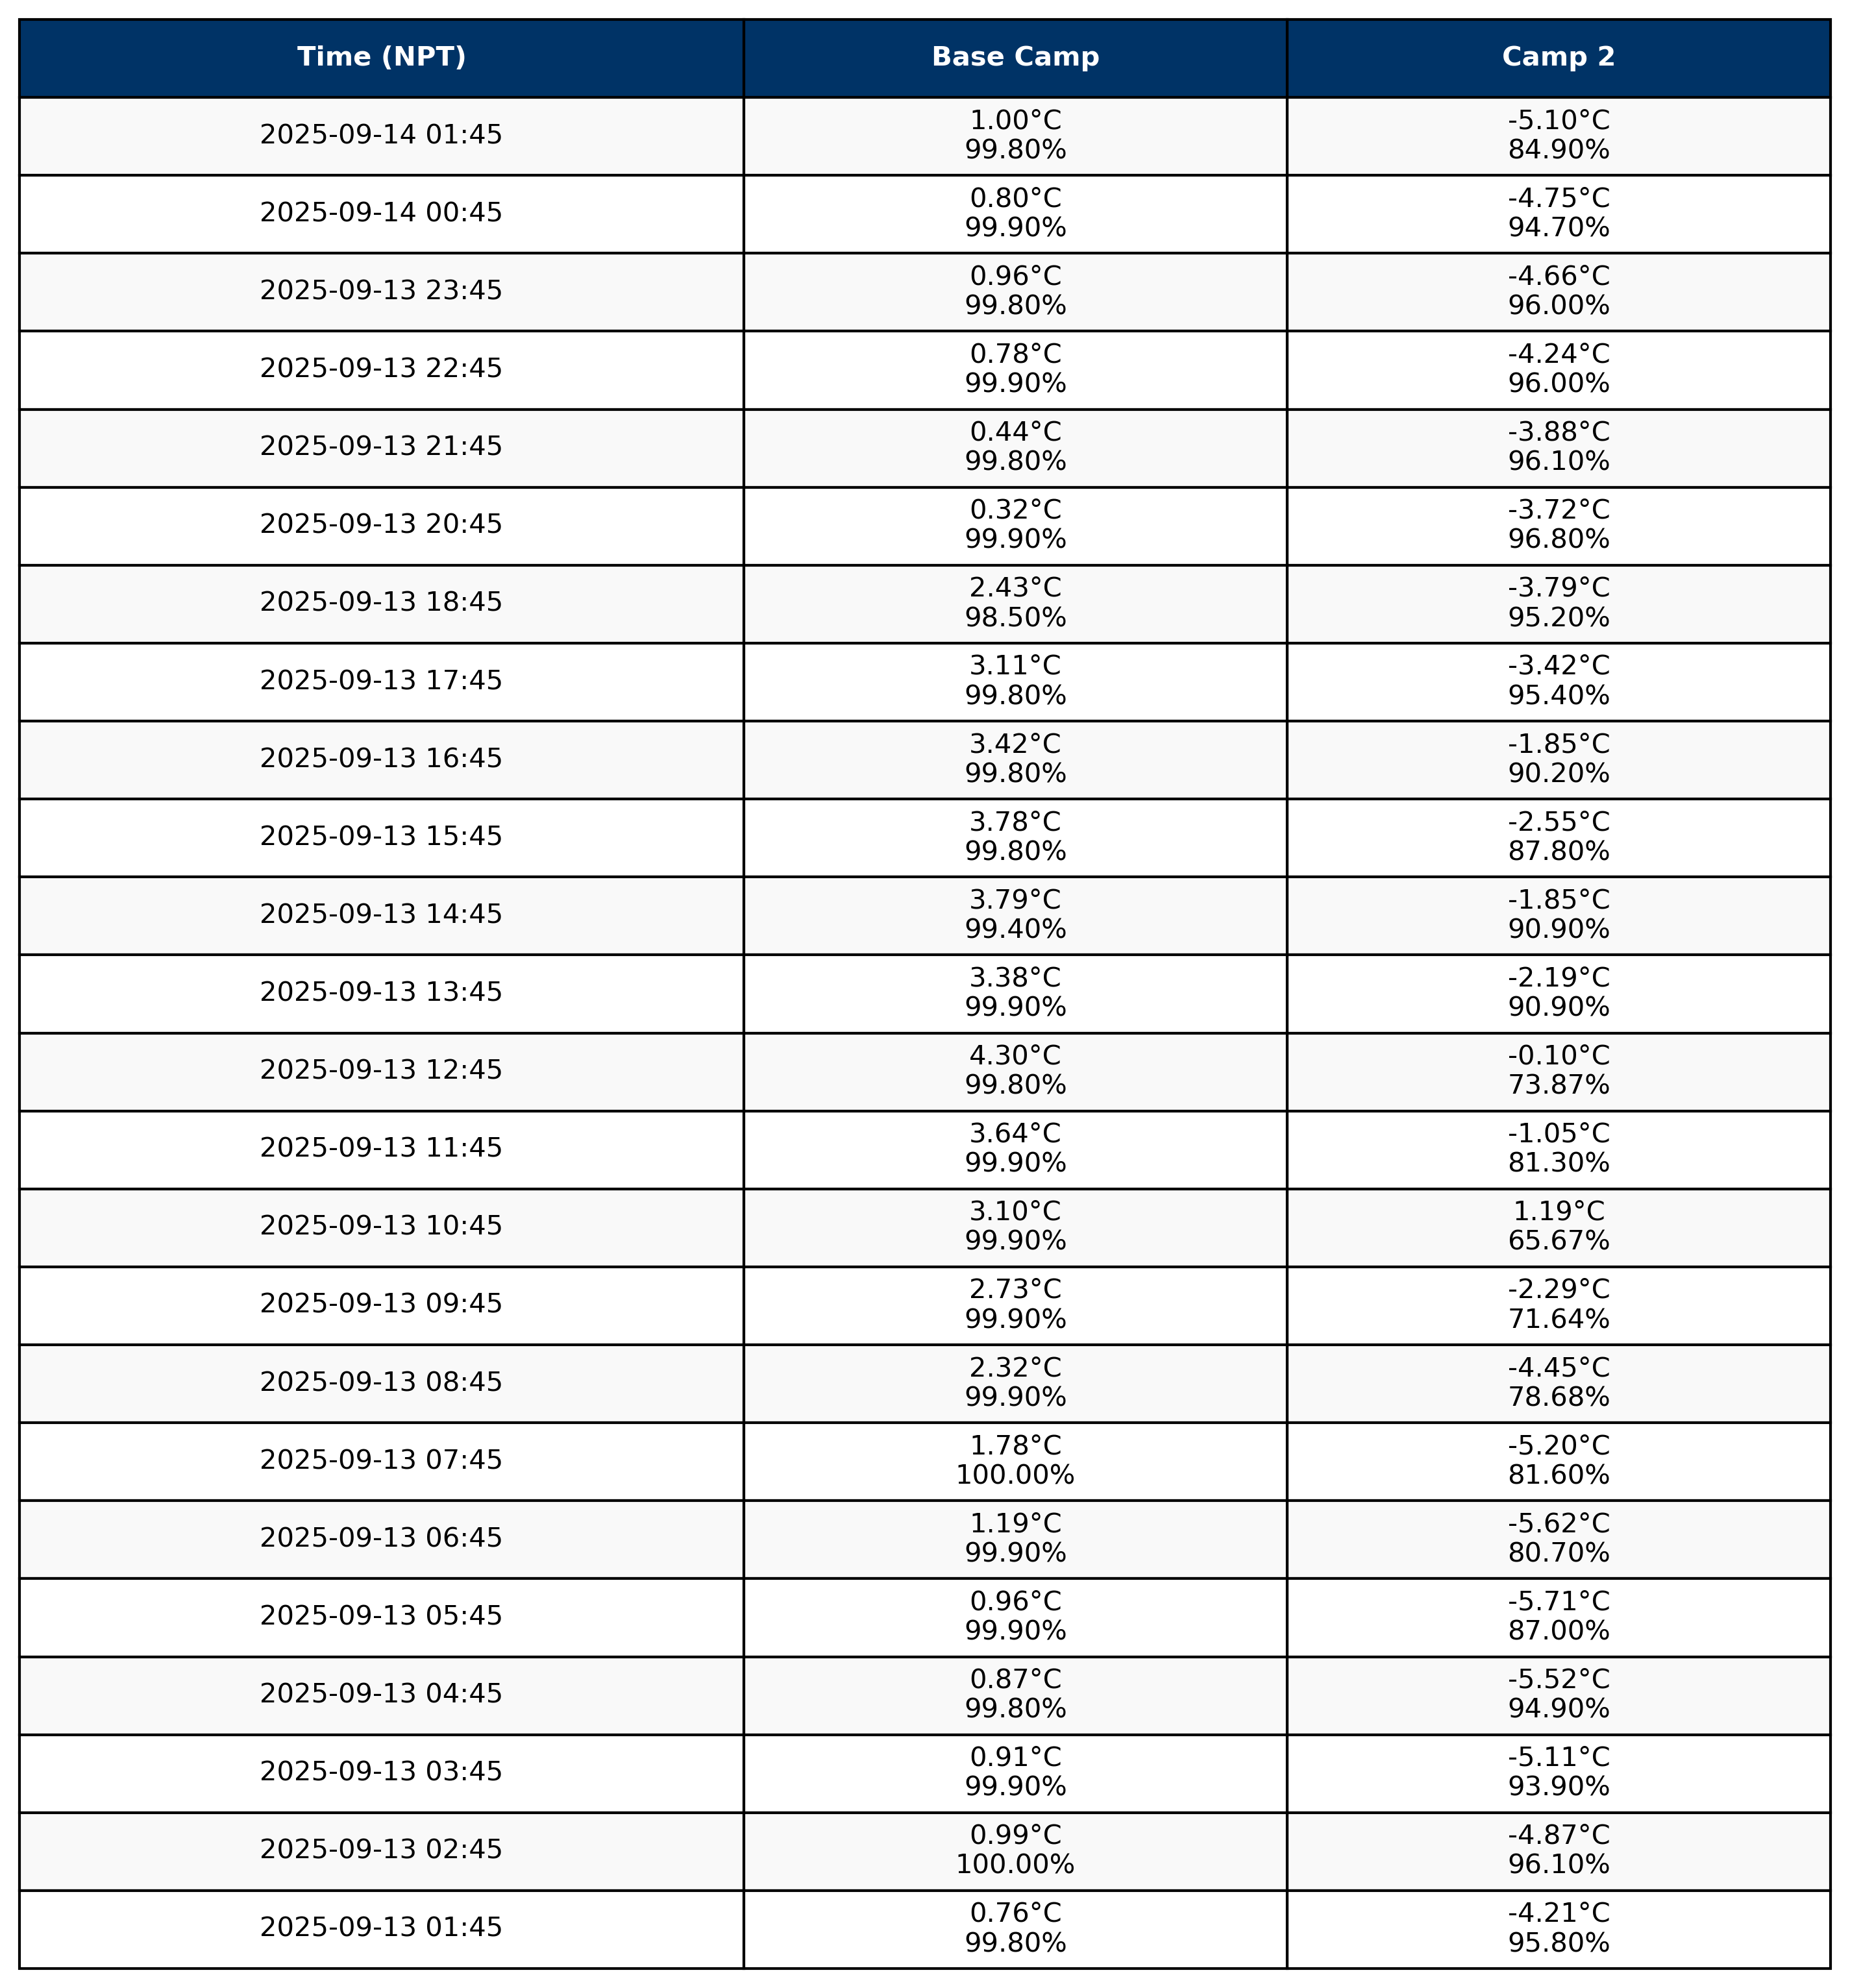 Time (NPT) Base Camp Camp 2
2025-09-14 01:45 1.00°C -5.10°C
99.80% 84.90%
2025-09-14 00:45 0.80°C -4.75°C
99.90% 94.70%
2025-09-13 23:45 0.96°C -4.66°C
99.80% 96.00%
2025-09-13 22:45 0.78°C -4.24°C
99.90% 96.00%
2025-09-13 21:45 0.44°C -3.88°C
99.80% 96.10%
2025-09-13 20:45 0.32°C -3.72°C
99.90% 96.80%
2025-09-13 18:45 2.43°C -3.79°C
98.50% 95.20%
2025-09-13 17:45 3.11°C -3.42°C
99.80% 95.40%
2025-09-13 16:45 3.42°C -1.85°C
99.80% 90.20%
2025-09-13 15:45 3.78°C -2.55°C
99.80% 87.80%
2025-09-13 14:45 3.79°C -1.85°C
99.40% 90.90%
2025-09-13 13:45 3.38°C -2.19°C
99.90% 90.90%
2025-09-13 12:45 4.30°C -0.10°C
99.80% 73.87%
2025-09-13 11:45 3.64°C -1.05°C
99.90% 81.30%
2025-09-13 10:45 3.10°C 1.19°C
99.90% 65.67%
2025-09-13 09:45 2.73°C -2.29°C
99.90% 71.64%
2025-09-13 08:45 2.32°C -4.45°C
99.90% 78.68%
2025-09-13 07:45 1.78°C -5.20°C
100.00% 81.60%
2025-09-13 06:45 1.19°C -5.62°C
99.90% 80.70%
2025-09-13 05:45 0.96°C -5.71°C
99.90% 87.00%
2025-09-13 04:45 0.87°C -5.52°C
99.80% 94.90%
2025-09-13 03:45 0.91°C -5.11°C
99.90% 93.90%
2025-09-13 02:45 0.99°C -4.87°C
100.00% 96.10%
2025-09-13 01:45 0.76°C -4.21°C
99.80% 95.80%